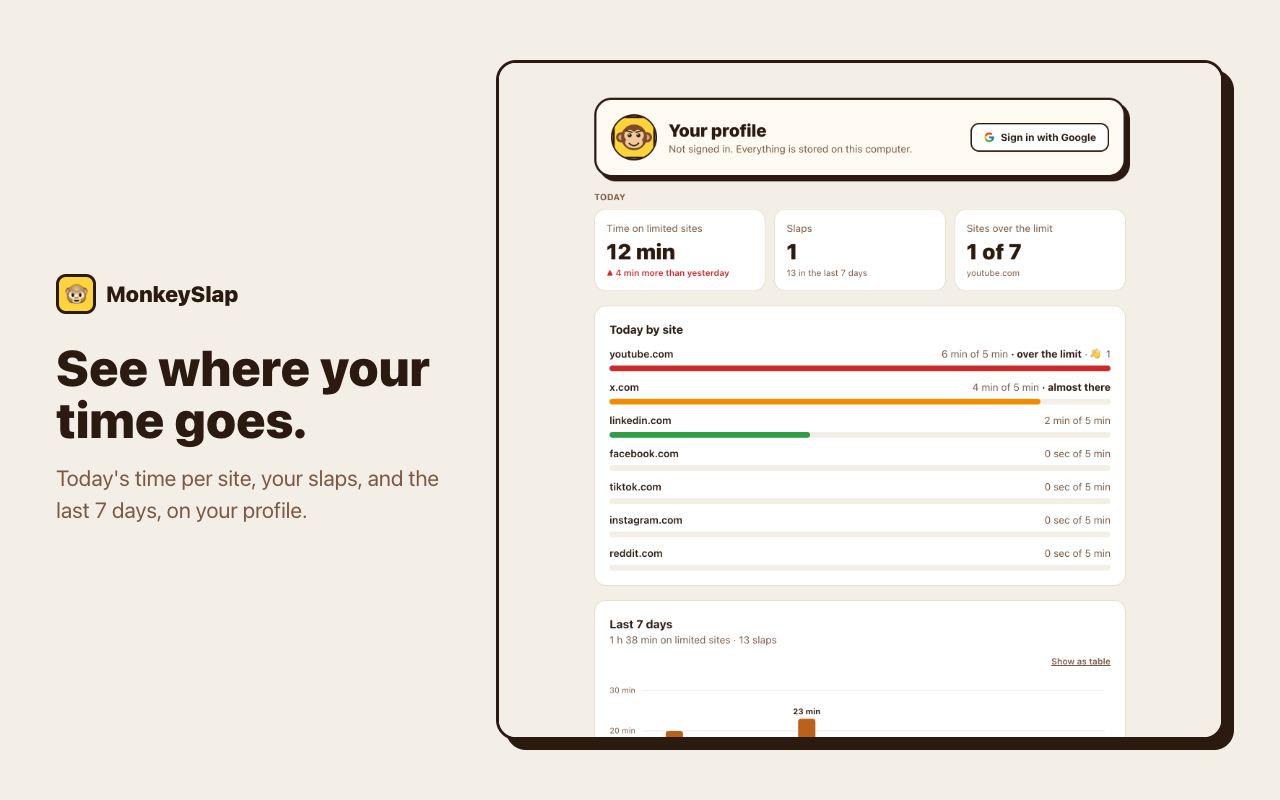 MonkeySlap
See where your
time goes.
Today's time per site, your slaps, and the
last 7 days, on your profile.
Your profile
Not signed in. Everything is stored on this computer.
Sign in with Google
TODAY
Time on limited sites
12 min
▲ 4 min more than yesterday
Slaps
1
13 in the last 7 days
Sites over the limit
1 of 7
youtube.com
Today by site
youtube.com 6 min of 5 min · over the limit · 👋 1
x.com 4 min of 5 min · almost there
linkedin.com 2 min of 5 min
facebook.com 0 sec of 5 min
tiktok.com 0 sec of 5 min
instagram.com 0 sec of 5 min
reddit.com 0 sec of 5 min
Last 7 days
1 h 38 min on limited sites · 13 slaps
Show as table
30 min
23 min
20 min